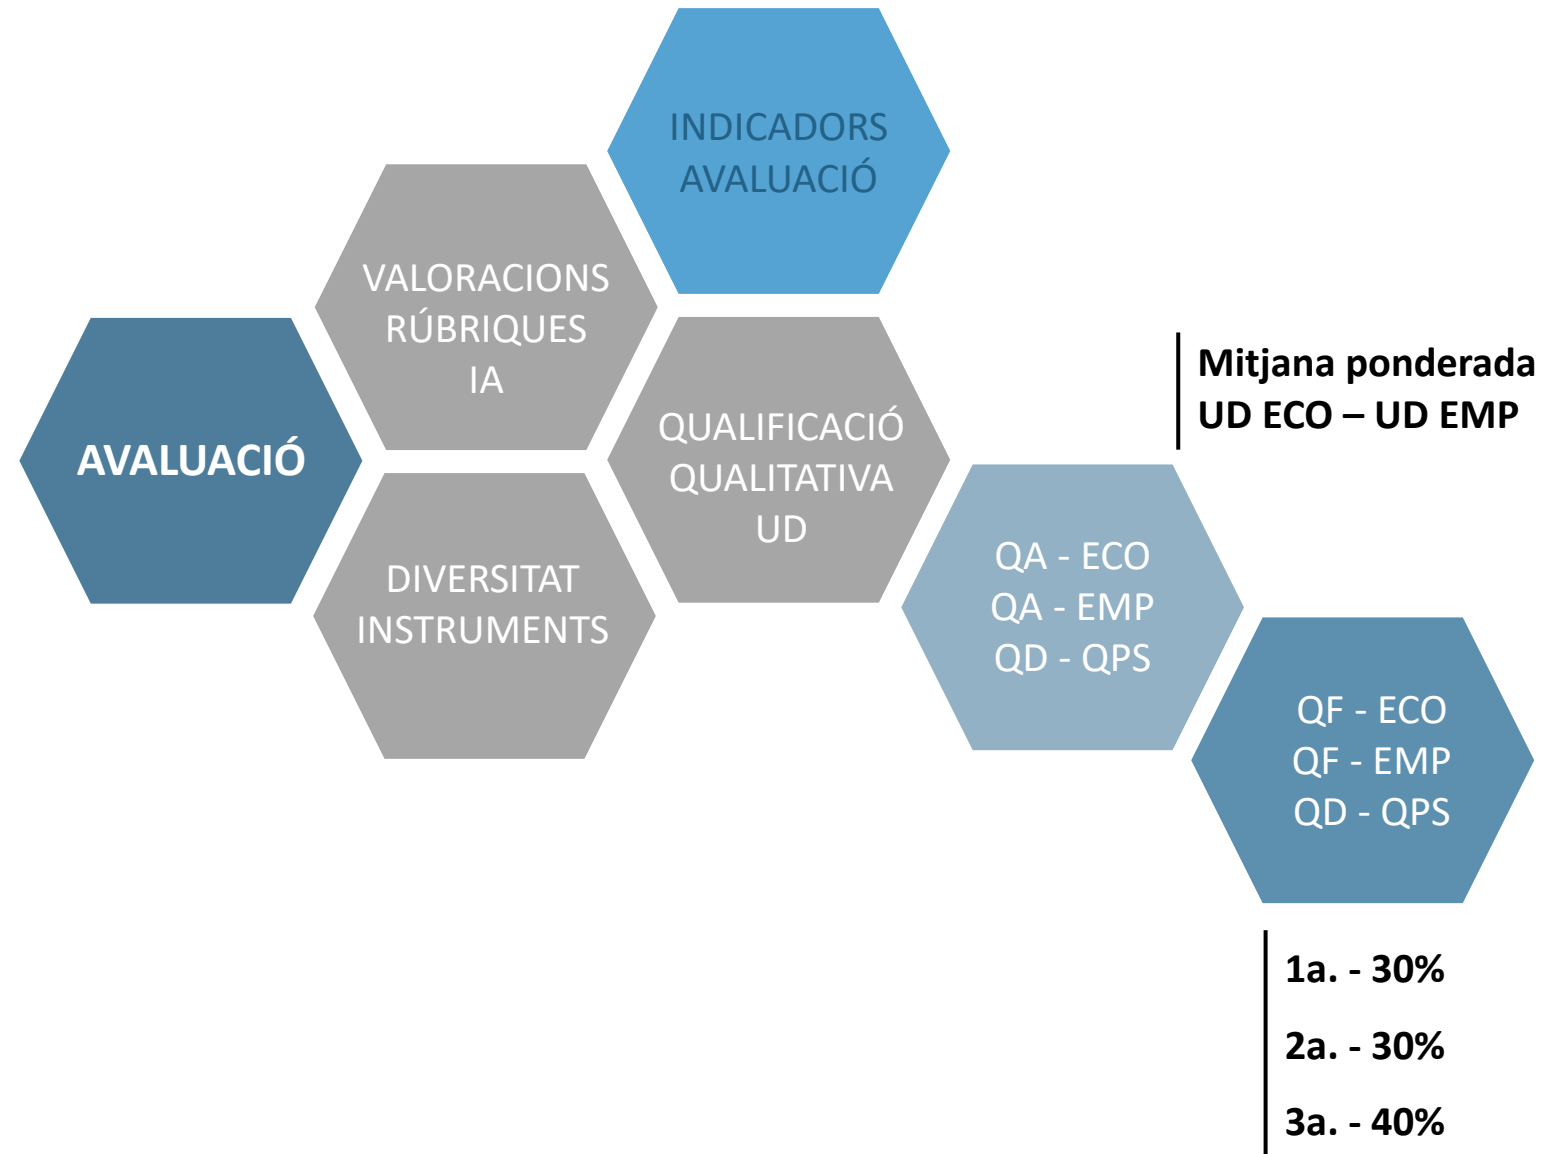 INDICADORS
AVALUACIÓ
VALORACIONS
RÚBRIQUES
IA
AVALUACIÓ
QUALIFICACIÓ
QUALITATIVA
UD
DIVERSITAT
INSTRUMENTS
Mitjana ponderada
UD ECO – UD EMP
QA - ECO
QA - EMP
QD - QPS
QF - ECO
QF - EMP
QD - QPS
1a. - 30%
2a. - 30%
3a. - 40%